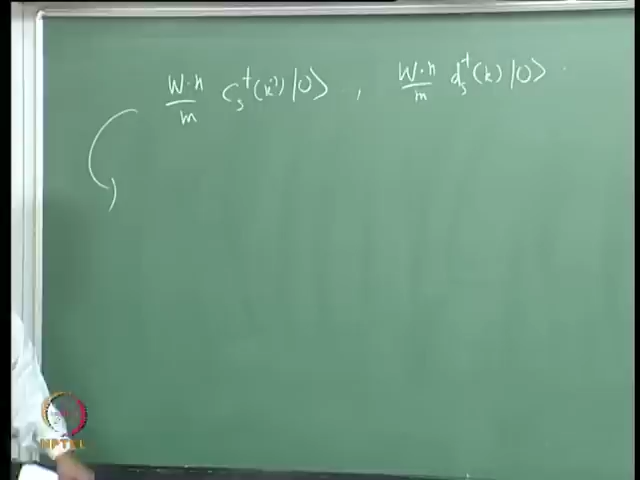 W·n/m c_s†(k)|0⟩ , W·n/m d_s†(k)|0⟩
NPTEL